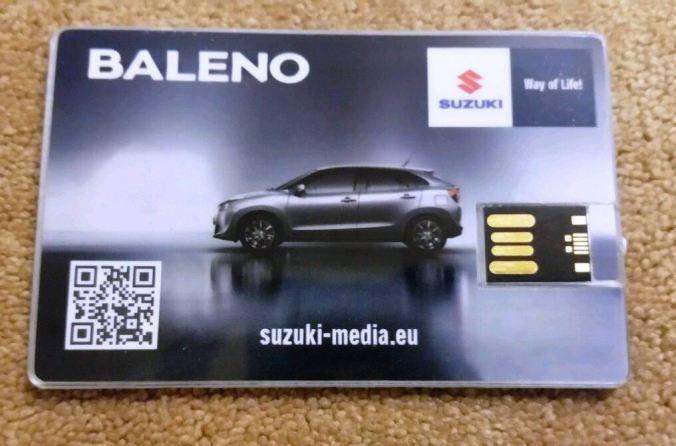 BALENO
SUZUKI
Way of Life!
suzuki-media.eu